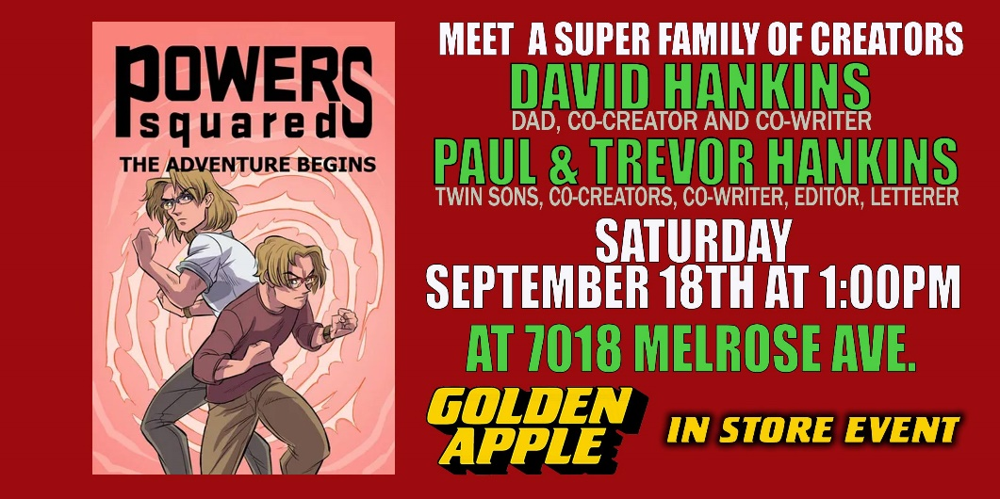 POWERS
squared
THE ADVENTURE BEGINS
MEET A SUPER FAMILY OF CREATORS
DAVID HANKINS
DAD, CO-CREATOR AND CO-WRITER
PAUL & TREVOR HANKINS
TWIN SONS, CO-CREATORS, CO-WRITER, EDITOR, LETTERER
SATURDAY
SEPTEMBER 18TH AT 1:00PM
AT 7018 MELROSE AVE.
GOLDEN
APPLE
IN STORE EVENT